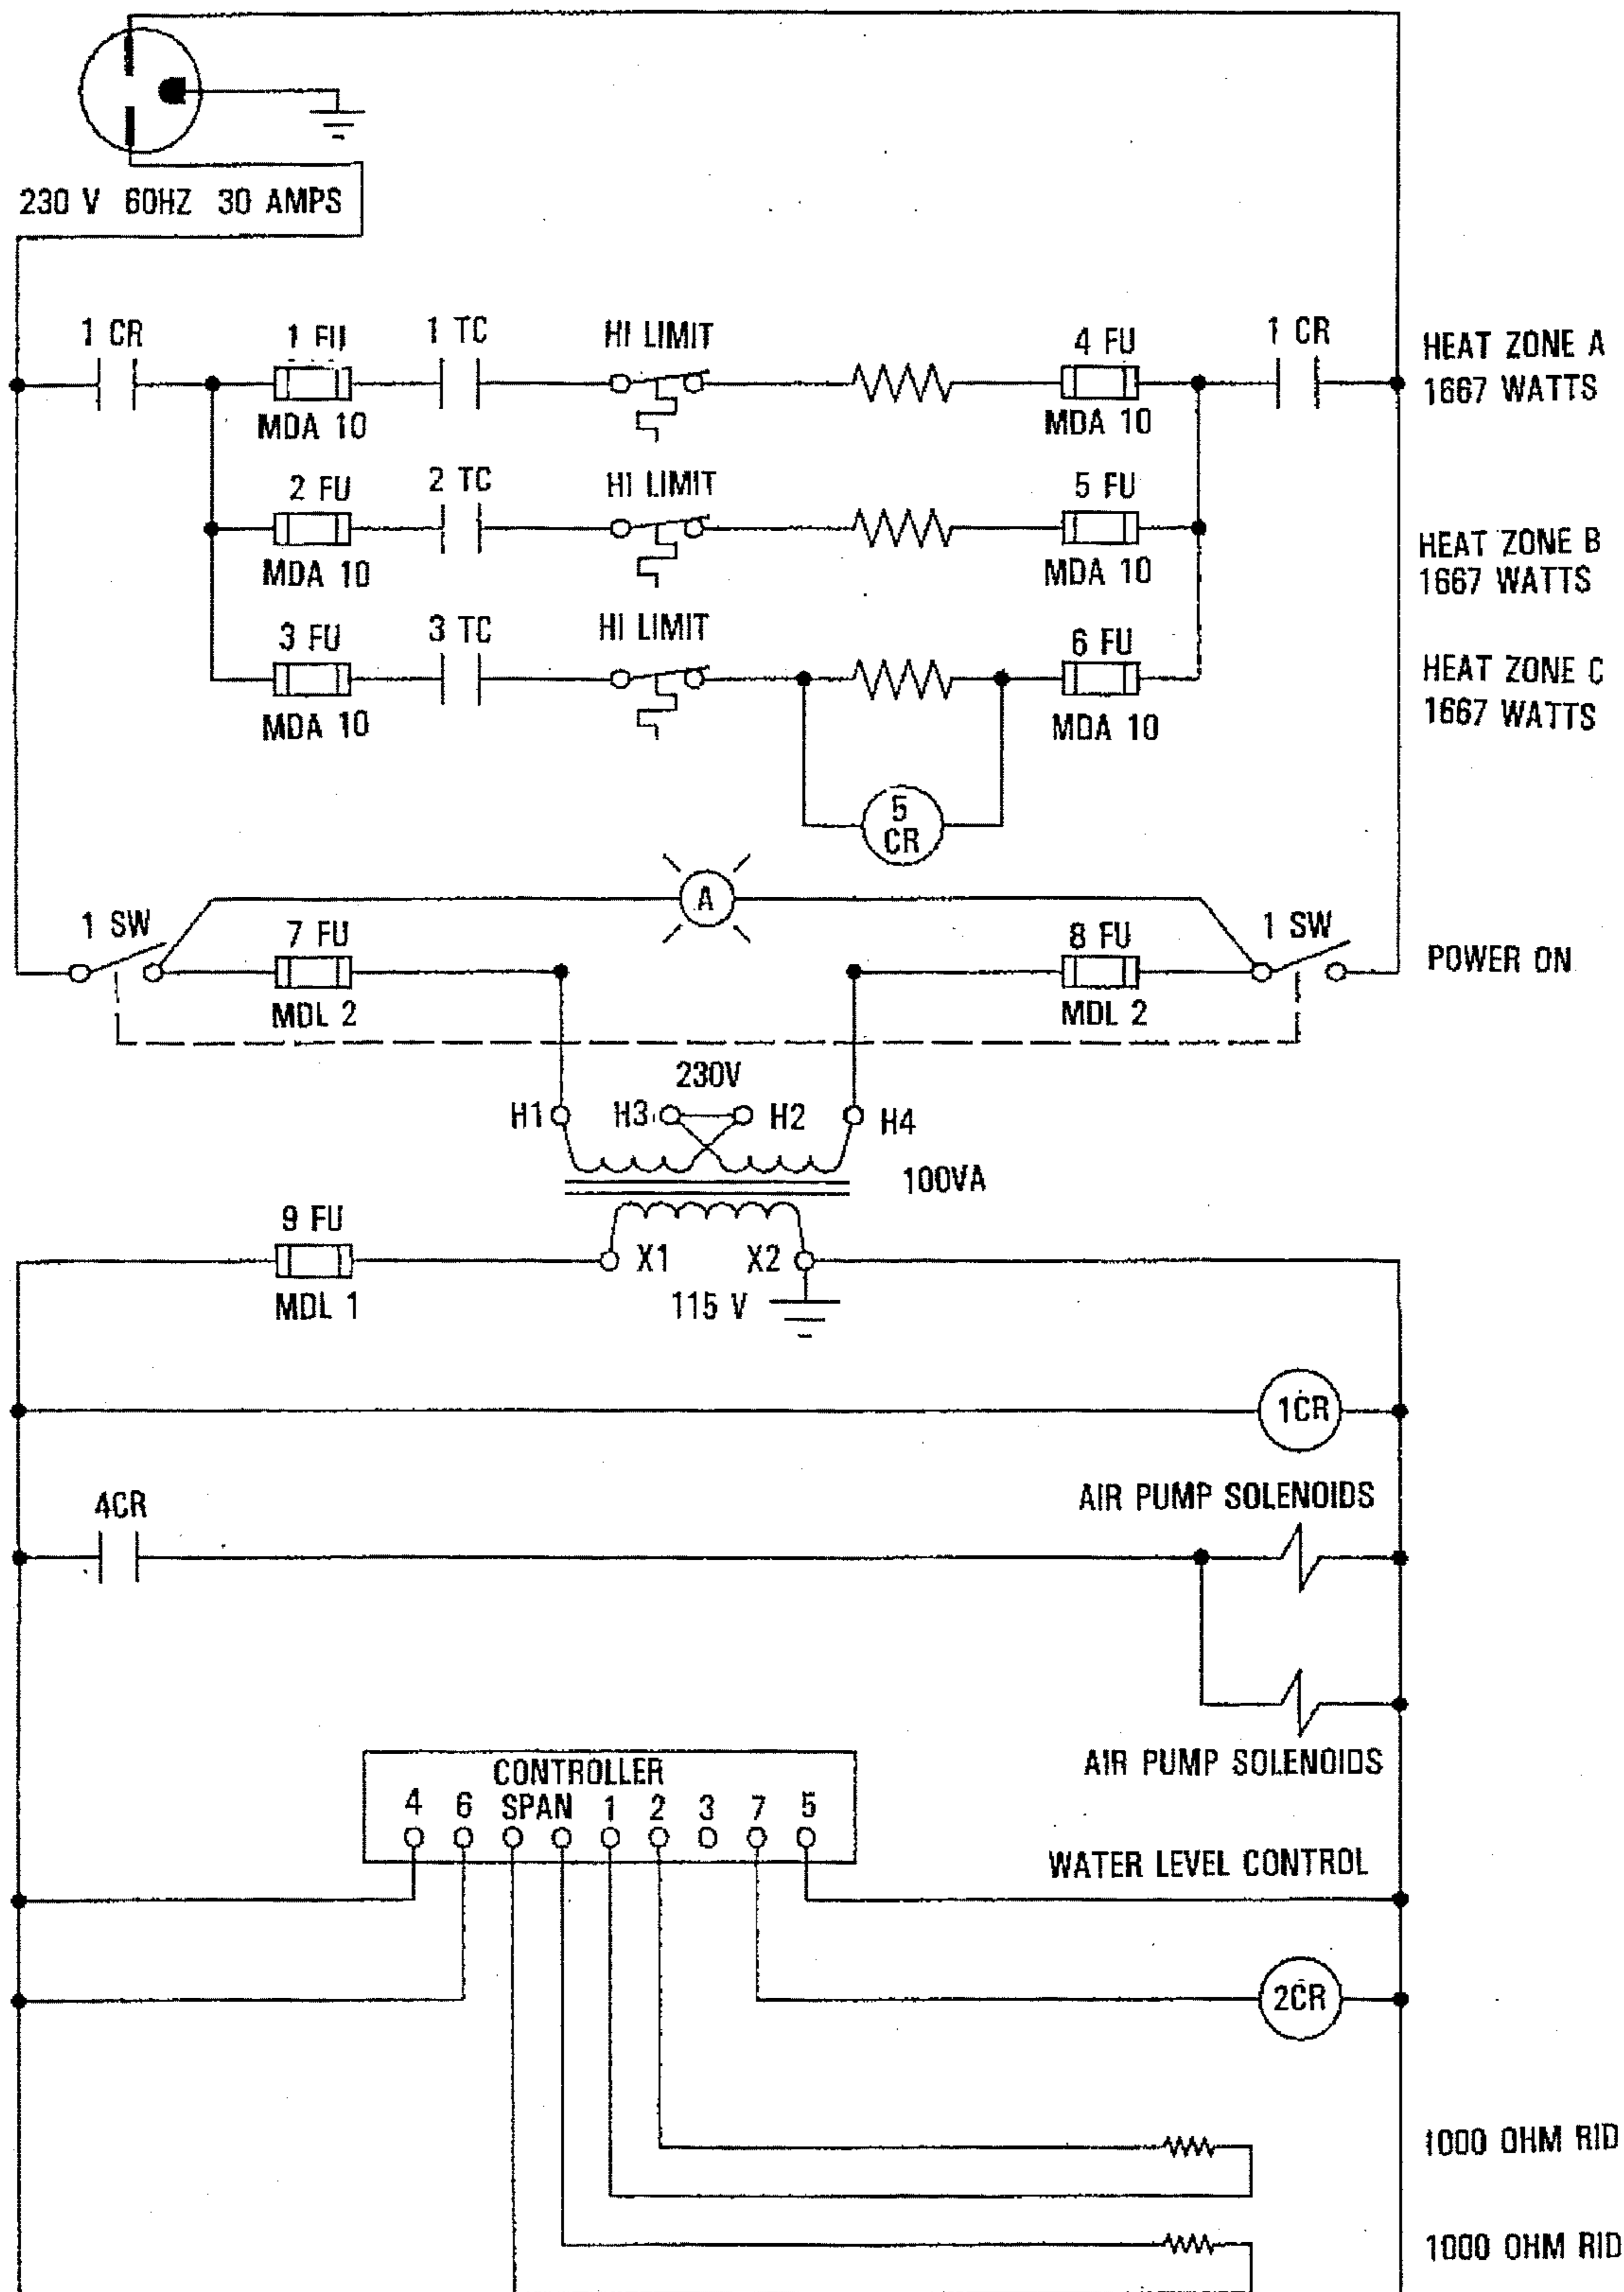 230 V 60HZ 30 AMPS
1 CR
1 FU
1 TC
HI LIMIT
4 FU
1 CR
HEAT ZONE A
1667 WATTS
MDA 10
MDA 10
2 FU
2 TC
HI LIMIT
5 FU
HEAT ZONE B
1667 WATTS
MDA 10
MDA 10
3 FU
3 TC
HI LIMIT
6 FU
HEAT ZONE C
1667 WATTS
MDA 10
MDA 10
5
CR
A
1 SW
7 FU
8 FU
1 SW
POWER ON
MDL 2
MDL 2
230V
H1
H3
H2
H4
100VA
9 FU
X1
X2
MDL 1
115 V
1CR
4CR
AIR PUMP SOLENOIDS
AIR PUMP SOLENOIDS
CONTROLLER
4 6 SPAN 1 2 3 7 5
WATER LEVEL CONTROL
2CR
1000 OHM RID
1000 OHM RID